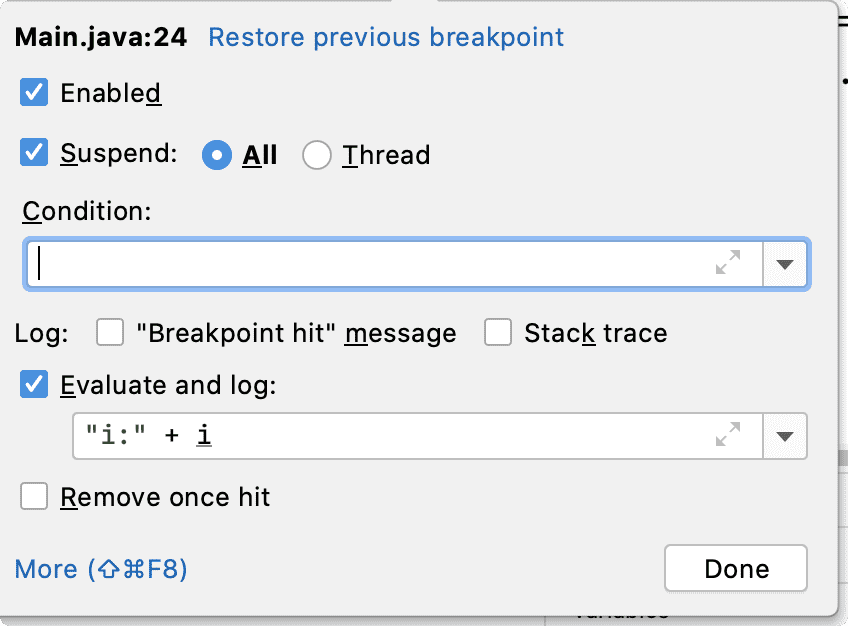 Main.java:24 Restore previous breakpoint
Enabled
Suspend: All Thread
Condition:
Log: "Breakpoint hit" message Stack trace
Evaluate and log:
"i:" + i
Remove once hit
More (⇧⌘F8) Done